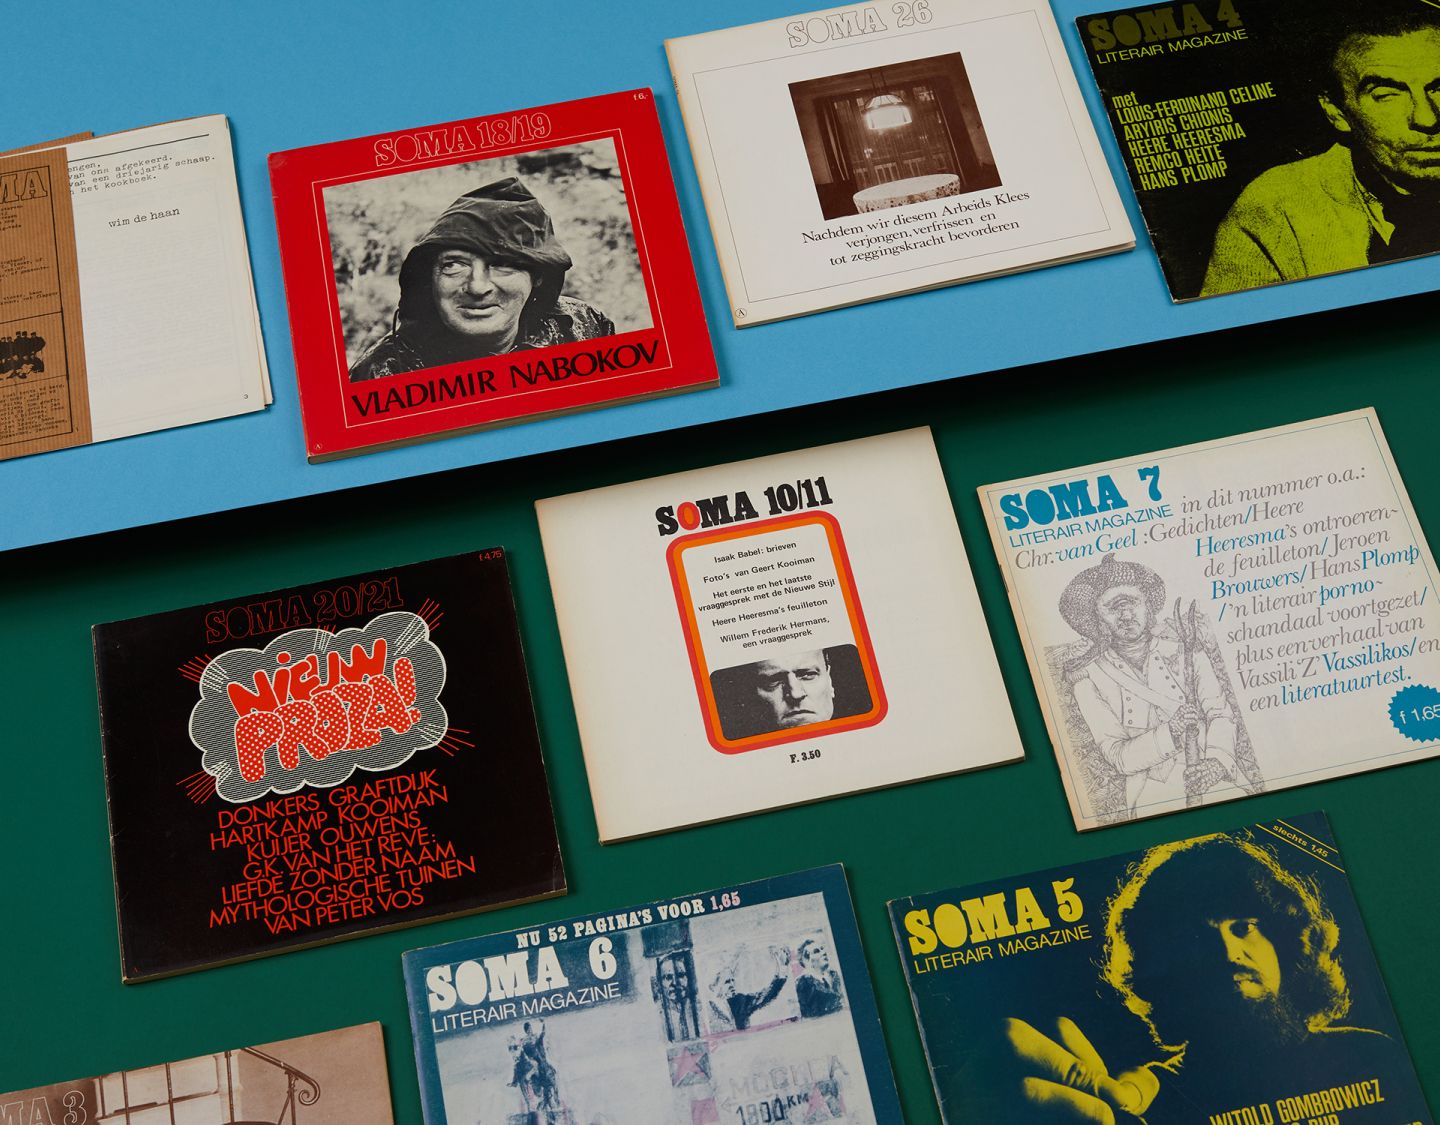 MA
engen.
van ons afgekeerd.
van een driejarig schaap.
n het kookboek.
wim de haan
3
f 6,-
SOMA 18/19
VLADIMIR NABOKOV
SOMA 26
Nachdem wir diesem Arbeids Klees
verjongen, verfrissen en
tot zeggingskracht bevorderen
SOMA 4
LITERAIR MAGAZINE
met
LOUIS-FERDINAND CELINE
ARYIRIS CHIONIS
HEERE HEERESMA
REMCO HEITE
HANS PLOMP
f 4,75
SOMA 20/21
NIEUW
PROZA!
DONKERS GRAFTDIJK
HARTKAMP KOOIMAN
KUIJER OUWENS
G.K. VAN HET REVE:
LIEFDE ZONDER NAAM
MYTHOLOGISCHE TUINEN
VAN PETER VOS
SOMA 10/11
Isaak Babel: brieven
Foto's van Geert Kooiman
Het eerste en het laatste
vraaggesprek met de Nieuwe Stijl
Heere Heeresma's feuilleton
Willem Frederik Hermans,
een vraaggesprek
F. 3.50
SOMA 7
LITERAIR MAGAZINE
in dit nummer o.a.:
Chr. van Geel : Gedichten/Heere
Heeresma's ontroeren~
de feuilleton/Jeroen
Brouwers/Hans Plomp
/'n literair porno~
schandaal voortgezet/
plus een verhaal van
Vassili 'Z' Vassilikos/en
een literatuurtest.
f 1,65
NU 52 PAGINA'S VOOR 1,65
SOMA 6
LITERAIR MAGAZINE
МОСКГА
1800 KM
slechts 1.45
SOMA 5
LITERAIR MAGAZINE
WITOLD GOMBROWICZ
MA 3